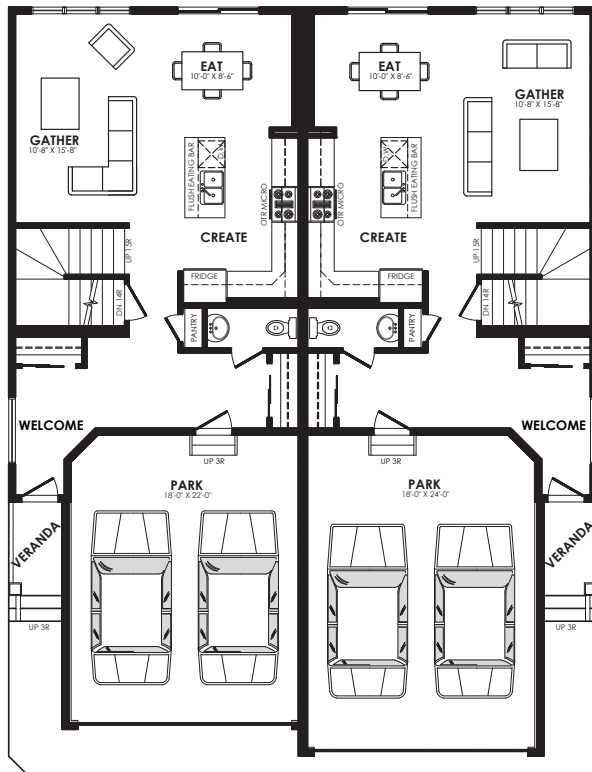 EAT
10'-0" X 8'-6"
EAT
10'-0" X 8'-6"
GATHER
10'-8" X 15'-8"
GATHER
10'-8" X 15'-8"
FLUSH EATING BAR
D.W.
D.W.
FLUSH EATING BAR
OTR MICRO
OTR MICRO
CREATE
CREATE
UP 15R
UP 15R
FRIDGE
FRIDGE
DN 14R
DN 14R
PANTRY
PANTRY
WELCOME
WELCOME
UP 3R
UP 3R
PARK
18'-0" X 22'-0"
PARK
18'-0" X 24'-0"
VERANDA
VERANDA
UP 3R
UP 3R